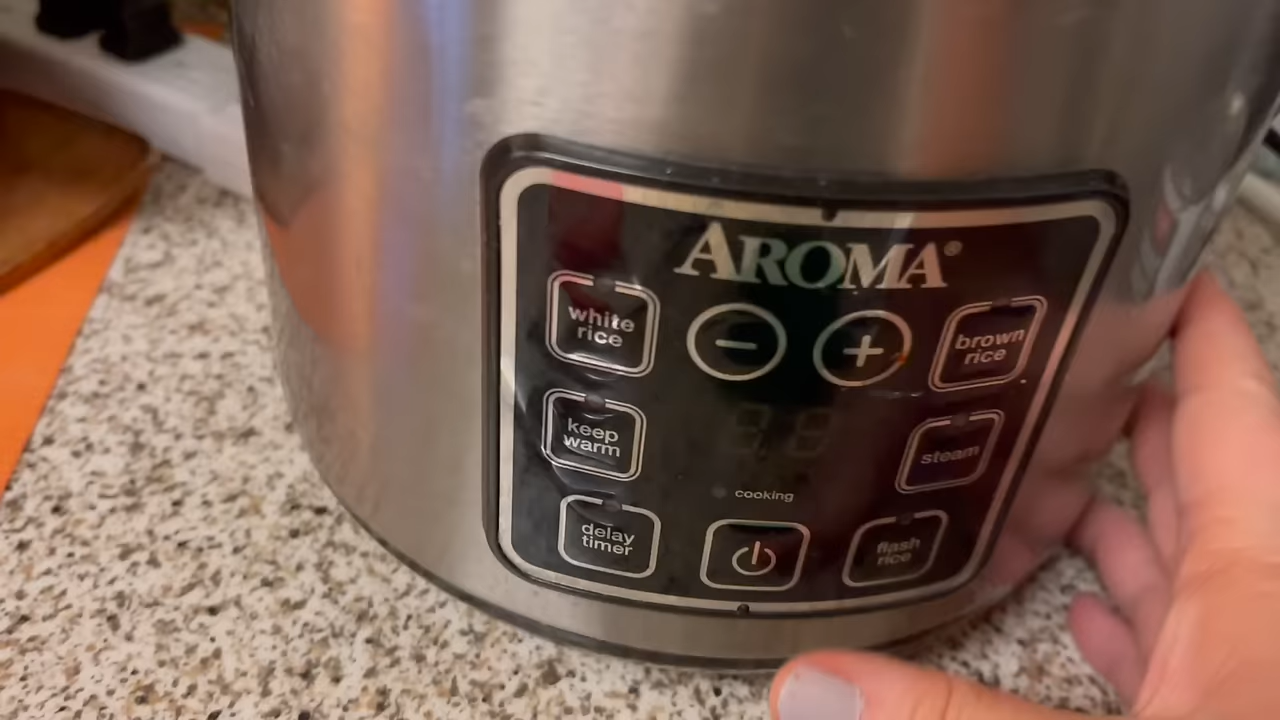 AROMA®
white
rice
−
+
brown
rice
keep
warm
steam
cooking
delay
timer
flash
rice